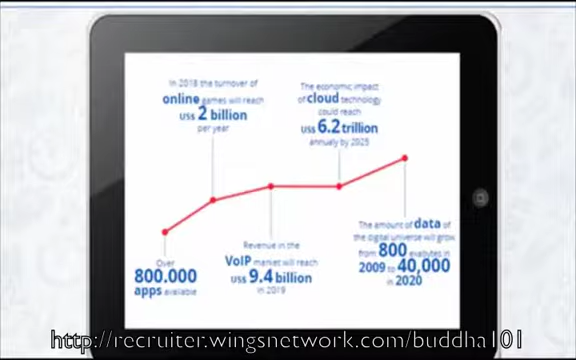 In 2018 the turnover of
online games will reach
US$ 2 billion
per year
The economic impact
of cloud technology
could reach
US$ 6.2 trillion
annualy by 2025
Over
800.000
apps available
Revenue in the
VoIP market will reach
US$ 9.4 billion
in 2019
The amount of data of
the digital universe will grow
from 800 exabytes in
2009 to 40,000
in 2020
http://recruiter.wingsnetwork.com/buddha101